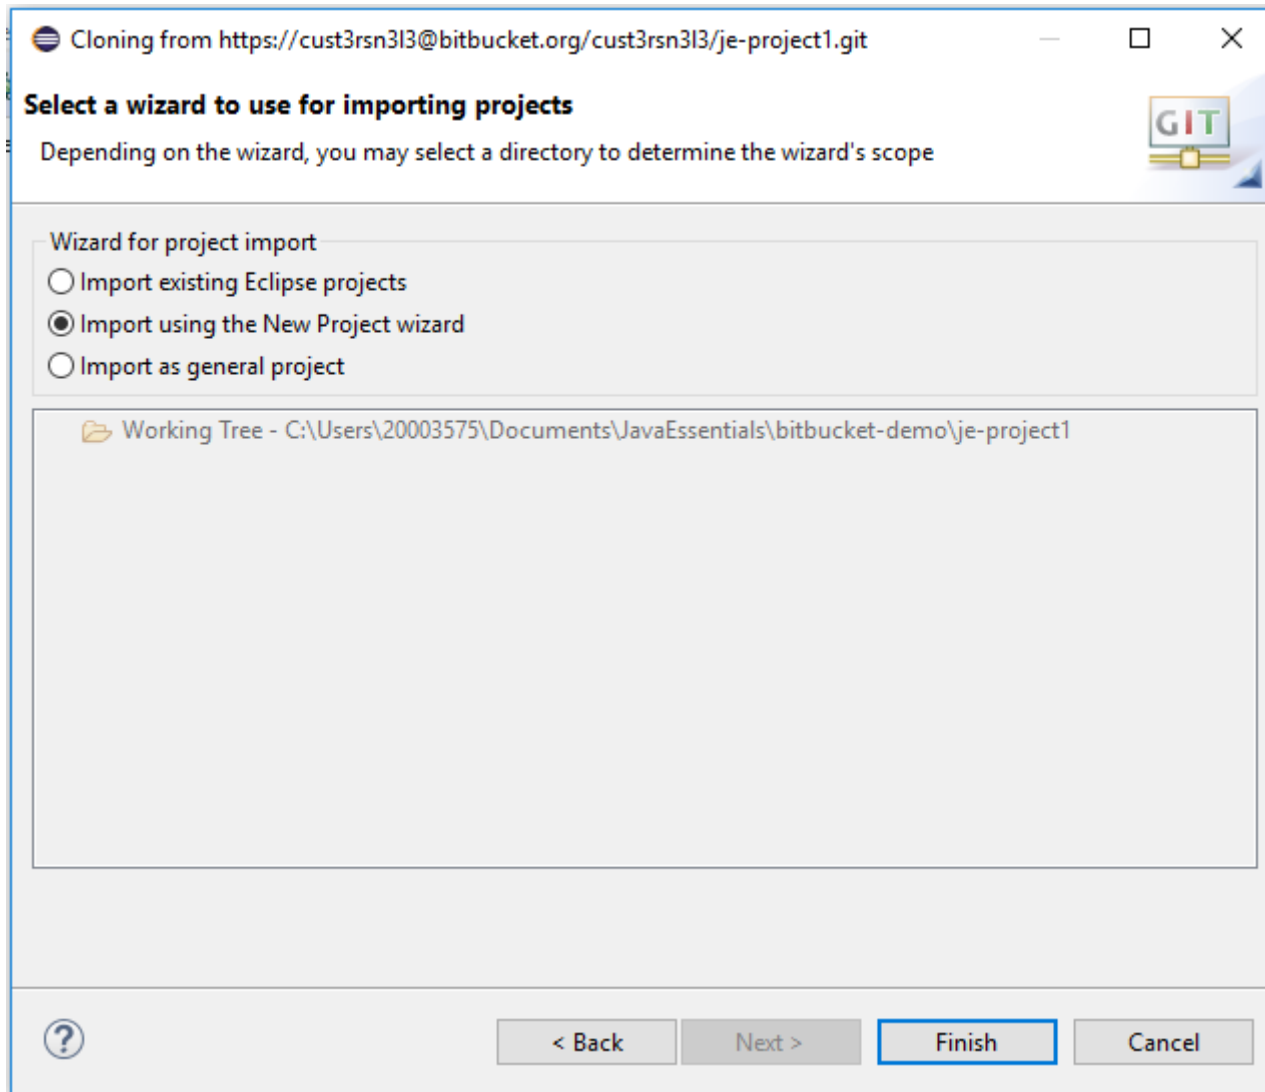 Cloning from https://cust3rsn3l3@bitbucket.org/cust3rsn3l3/je-project1.git
Select a wizard to use for importing projects
Depending on the wizard, you may select a directory to determine the wizard's scope
GIT
Wizard for project import
Import existing Eclipse projects
Import using the New Project wizard
Import as general project
Working Tree - C:\Users\20003575\Documents\JavaEssentials\bitbucket-demo\je-project1
? < Back Next > Finish Cancel